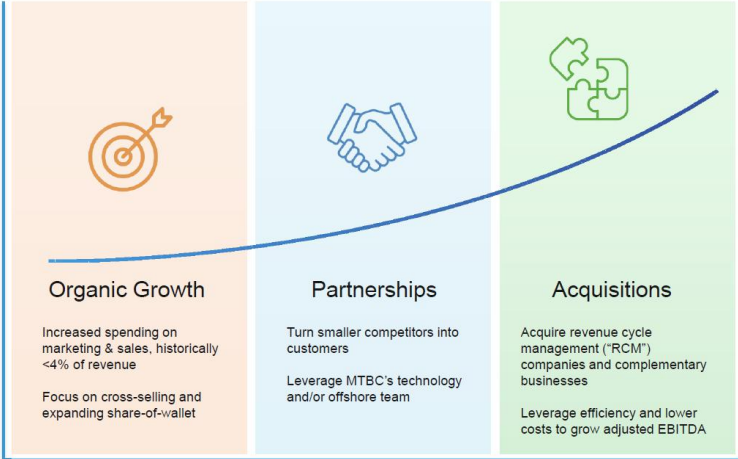 Organic Growth
Increased spending on
marketing & sales, historically
<4% of revenue
Focus on cross-selling and
expanding share-of-wallet
Partnerships
Turn smaller competitors into
customers
Leverage MTBC's technology
and/or offshore team
Acquisitions
Acquire revenue cycle
management (“RCM”)
companies and complementary
businesses
Leverage efficiency and lower
costs to grow adjusted EBITDA